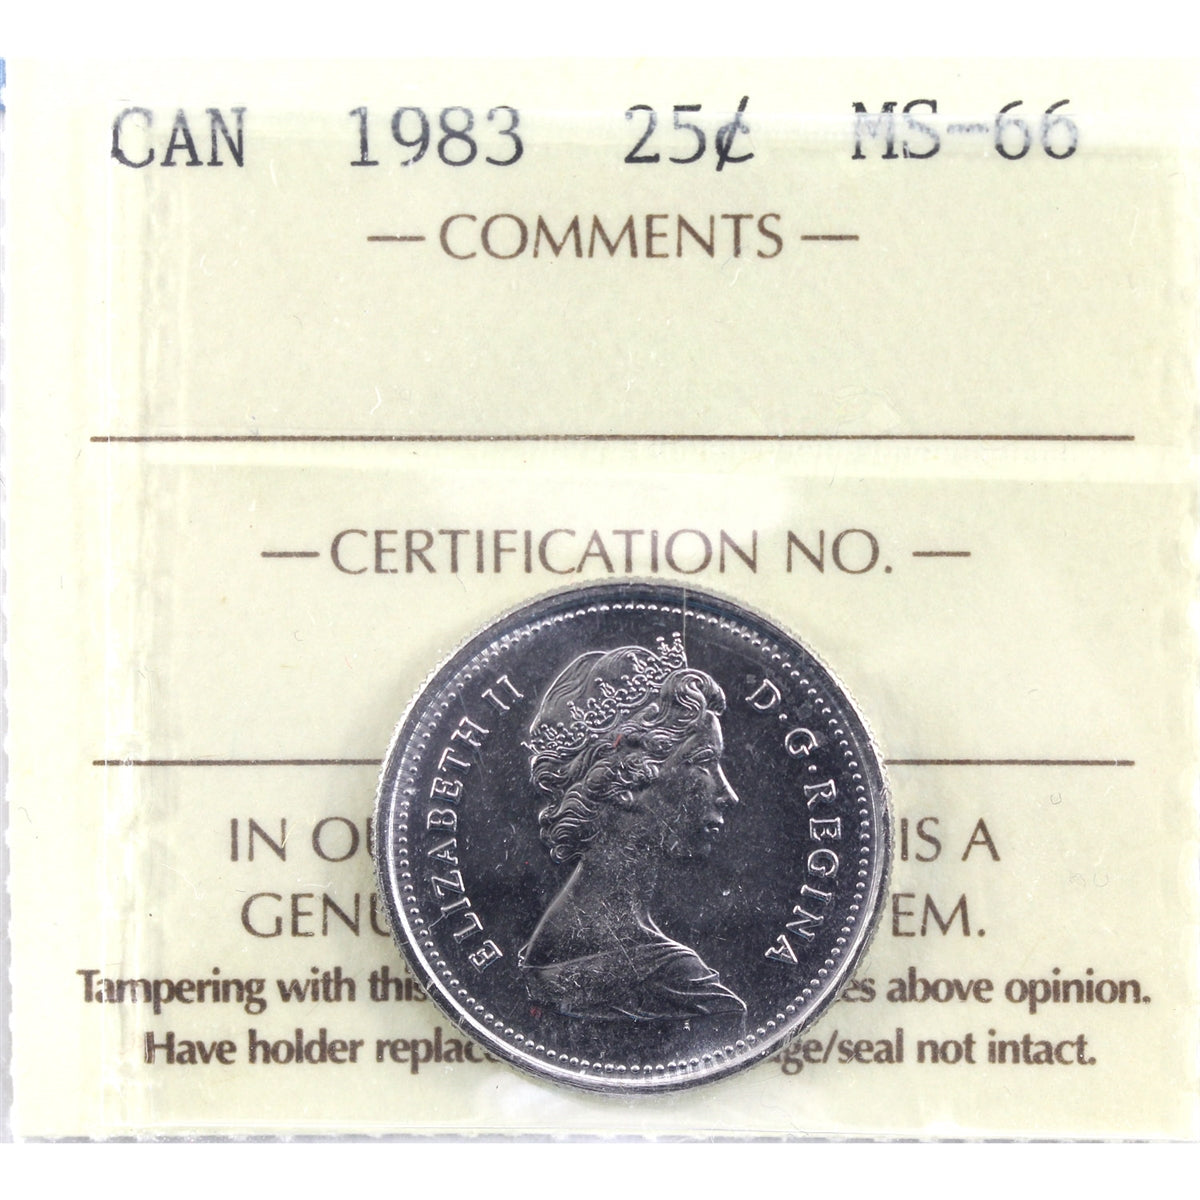 CAN 1983 25¢ MS-66
— COMMENTS —
— CERTIFICATION NO. —
ELIZABETH II D·G·REGINA
IN OU IS A
GENU EM.
Tampering with this es above opinion.
Have holder replac ge/seal not intact.